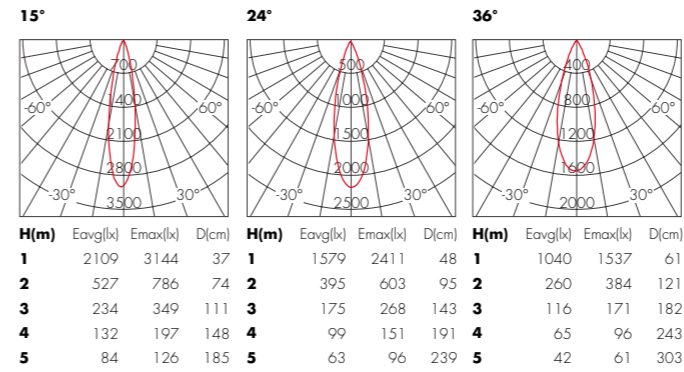 15° 24° 36°
700 500 400
-60° 1400 60° -60° 1000 60° -60° 800 60°
2100 1500 1200
2800 2000 1600
-30° 30° -30° 30° -30° 30°
3500 2500 2000
H(m) Eavg(lx) Emax(lx) D(cm) H(m) Eavg(lx) Emax(lx) D(cm) H(m) Eavg(lx) Emax(lx) D(cm)
1 2109 3144 37 1 1579 2411 48 1 1040 1537 61
2 527 786 74 2 395 603 95 2 260 384 121
3 234 349 111 3 175 268 143 3 116 171 182
4 132 197 148 4 99 151 191 4 65 96 243
5 84 126 185 5 63 96 239 5 42 61 303